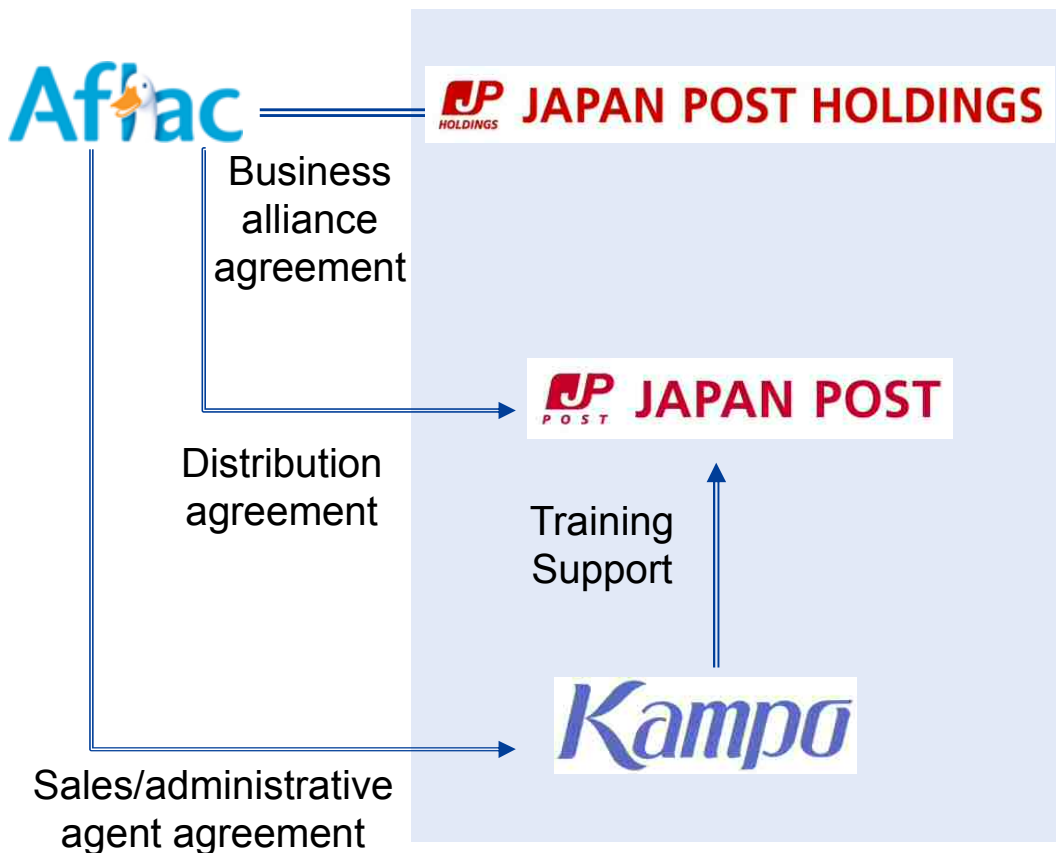 Aflac
JP
HOLDINGS
JAPAN POST HOLDINGS
Business
alliance
agreement
JP
POST
JAPAN POST
Distribution
agreement
Training
Support
Kampo
Sales/administrative
agent agreement